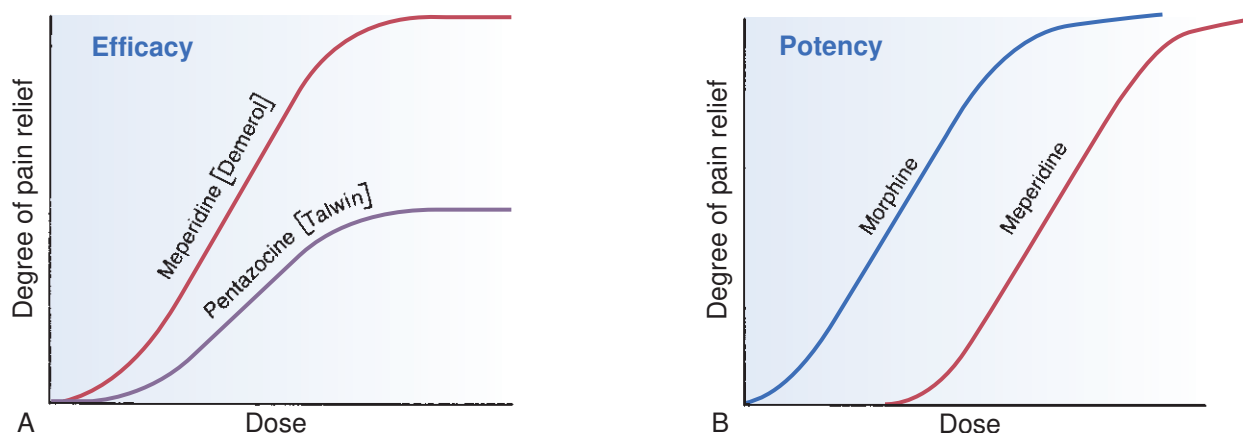 Efficacy
Degree of pain relief
Meperidine [Demerol]
Pentazocine [Talwin]
A
Dose
Potency
Degree of pain relief
Morphine
Meperidine
B
Dose